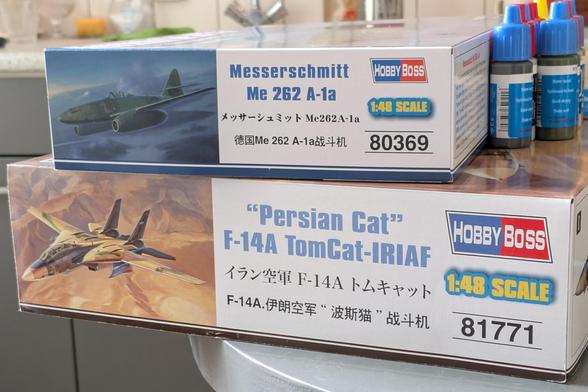 Messerschmitt
Me 262 A-1a
メッサーシュミット Me262A-1a
德国Me 262 A-1a战斗机
HOBBY BOSS
1:48 SCALE
80369
“Persian Cat”
F-14A TomCat-IRIAF
イラン空軍 F-14A トムキャット
F-14A.伊朗空军“波斯猫”战斗机
HOBBY BOSS
1:48 SCALE
81771